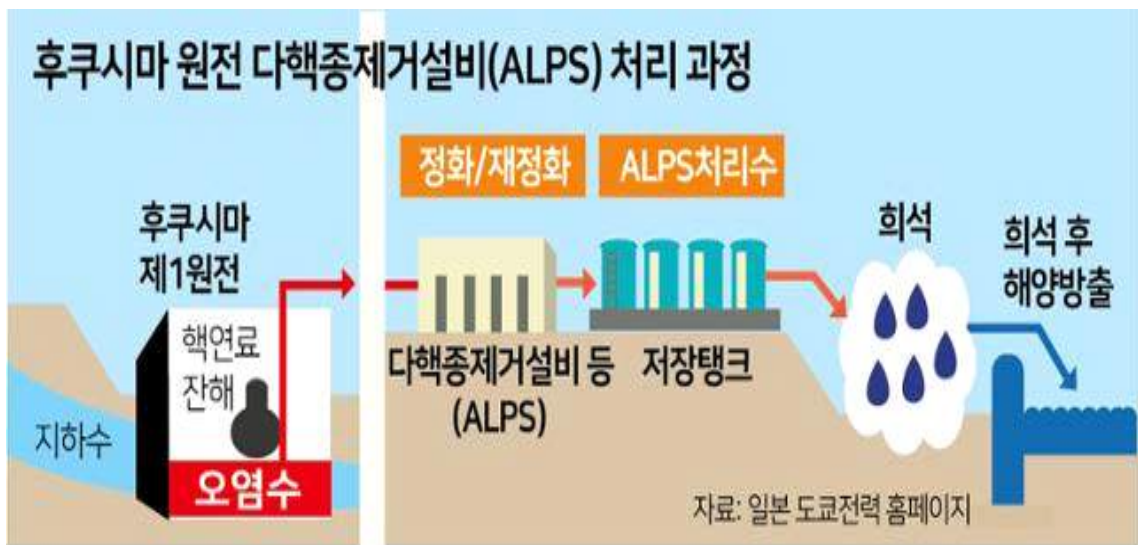 후쿠시마 원전 다핵종제거설비(ALPS) 처리 과정
정화/재정화
ALPS처리수
후쿠시마
제1원전
희석
희석 후
해양방출
핵연료
잔해
지하수
오염수
다핵종제거설비 등
(ALPS)
저장탱크
자료: 일본 도쿄전력 홈페이지